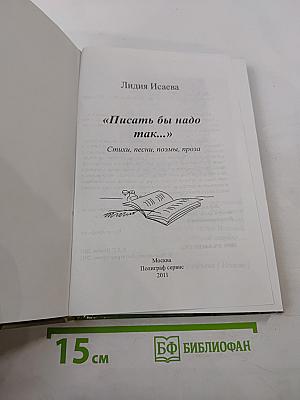 Лидия Исаева
«Писать бы надо
так...»
Стихи, песни, поэмы, проза
Москва
Полиграф сервис
2011
15 см
БФ БИБЛИОФАН